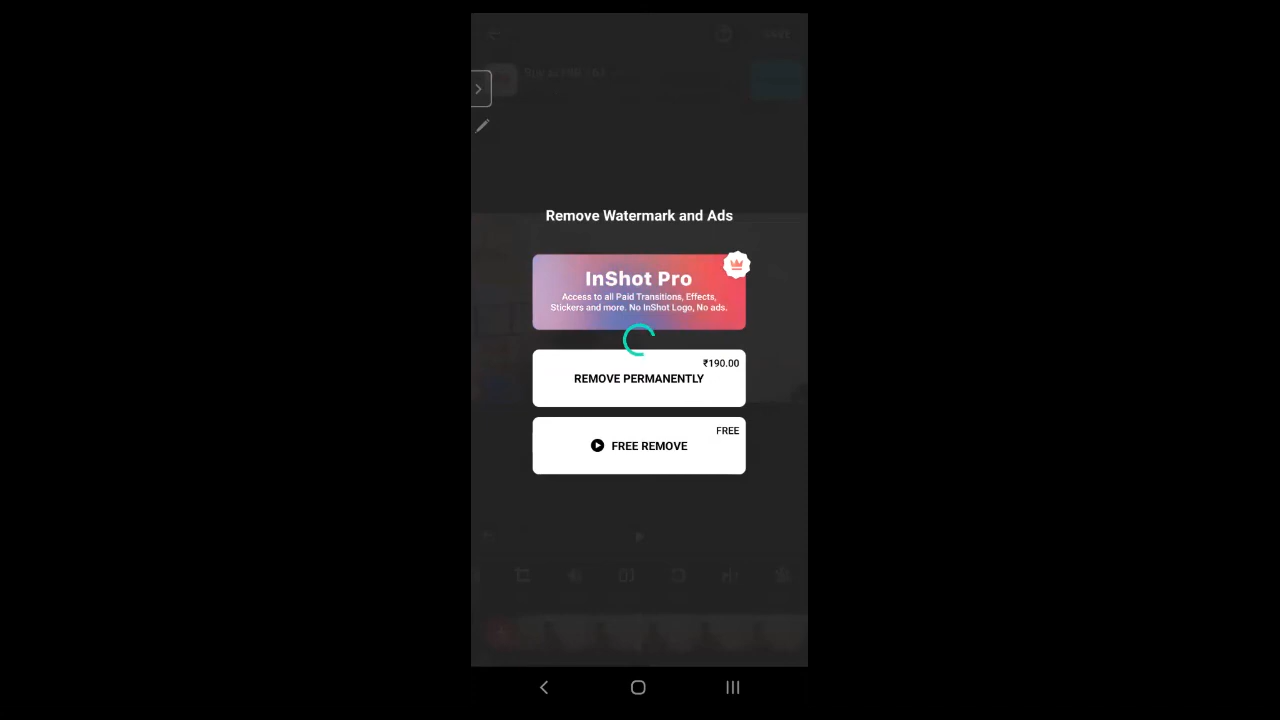 Remove Watermark and Ads
InShot Pro
Access to all Paid Transitions, Effects,
Stickers and more. No InShot Logo, No ads.
₹190.00
REMOVE PERMANENTLY
FREE
FREE REMOVE